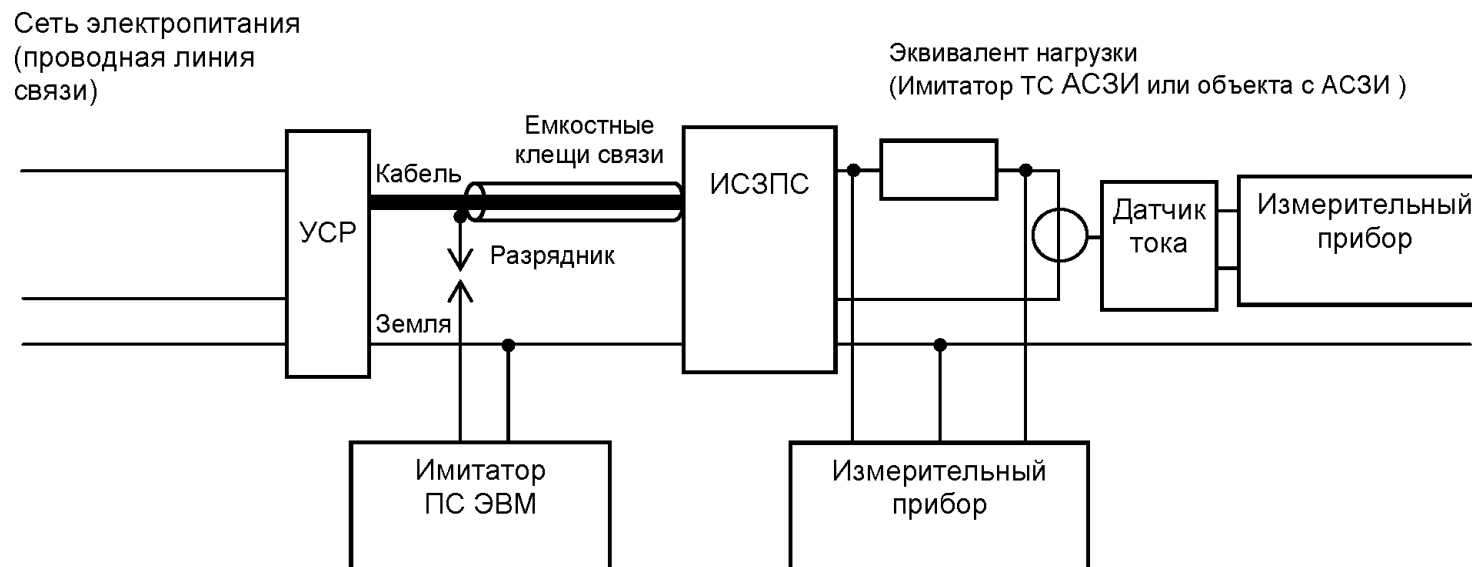 Сеть электропитания
(проводная линия
связи)
Эквивалент нагрузки
(Имитатор ТС АСЗИ или объекта с АСЗИ )
Емкостные
клещи связи
Кабель
УСР
ИСЗПС
Разрядник
Земля
Датчик
тока
Измерительный
прибор
Имитатор
ПС ЭВМ
Измерительный
прибор